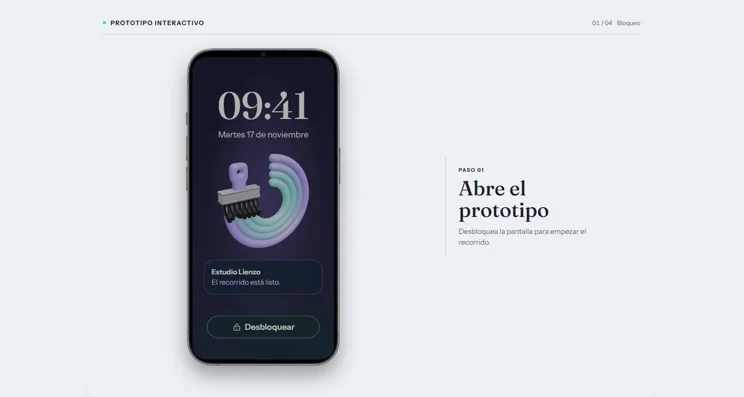 PROTOTIPO INTERACTIVO
01 / 04 Bloqueo
09:41
Martes 17 de noviembre
Estudio Lienzo
El recorrido está listo.
Desbloquear
PASO 01
Abre el
prototipo
Desbloquea la pantalla para empezar el
recorrido.